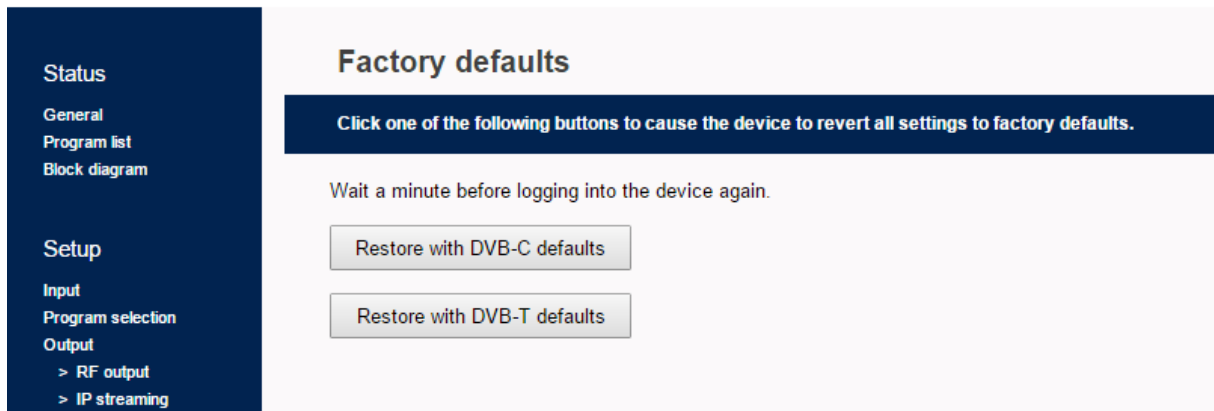 Status
General
Program list
Block diagram
Setup
Input
Program selection
Output
> RF output
> IP streaming
Factory defaults
Click one of the following buttons to cause the device to revert all settings to factory defaults.
Wait a minute before logging into the device again.
Restore with DVB-C defaults
Restore with DVB-T defaults